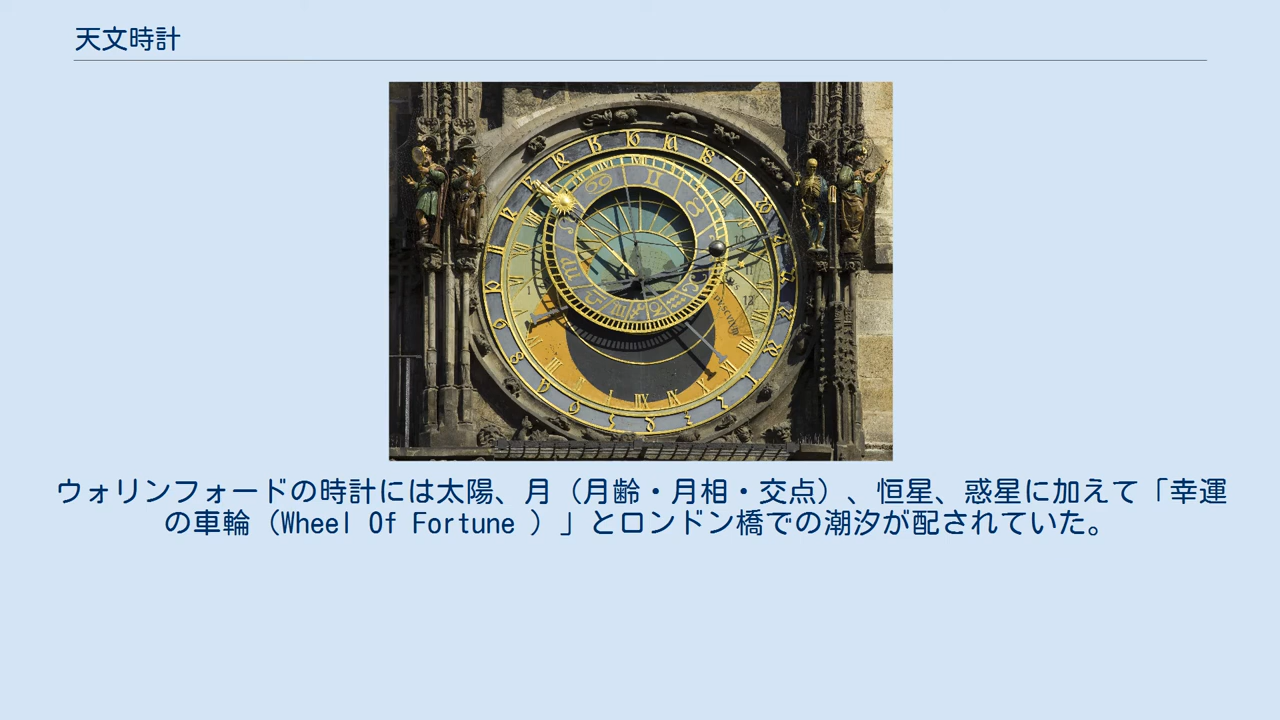 天文時計
ウォリンフォードの時計には太陽、月（月齢・月相・交点）、恒星、惑星に加えて「幸運
の車輪（Wheel Of Fortune ）」とロンドン橋での潮汐が配されていた。